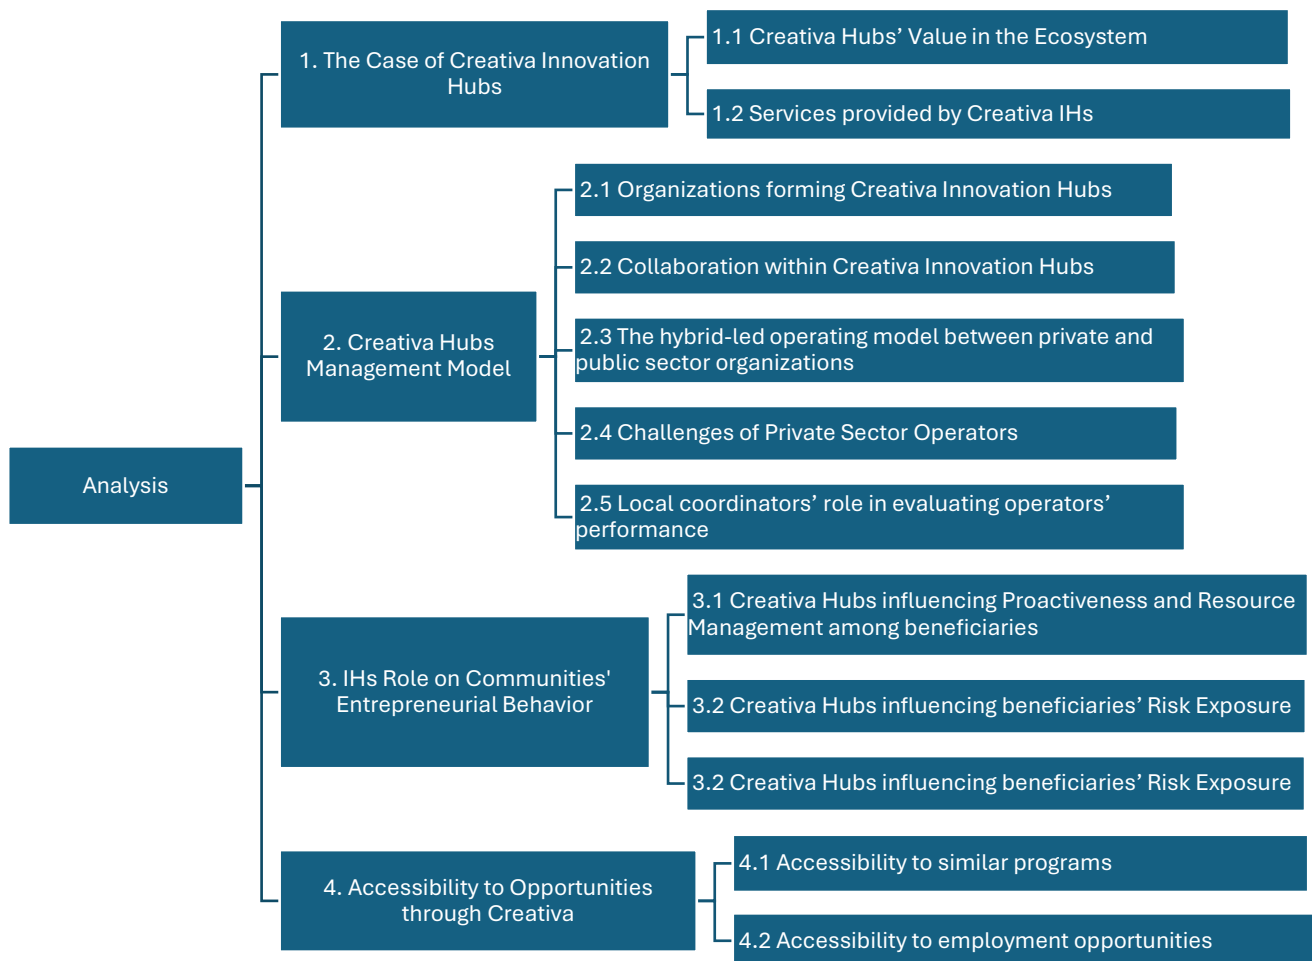 Analysis
1. The Case of Creativa Innovation
Hubs
1.1 Creativa Hubs’ Value in the Ecosystem
1.2 Services provided by Creativa IHs
2. Creativa Hubs
Management Model
2.1 Organizations forming Creativa Innovation Hubs
2.2 Collaboration within Creativa Innovation Hubs
2.3 The hybrid-led operating model between private and
public sector organizations
2.4 Challenges of Private Sector Operators
2.5 Local coordinators’ role in evaluating operators’
performance
3. IHs Role on Communities'
Entrepreneurial Behavior
3.1 Creativa Hubs influencing Proactiveness and Resource
Management among beneficiaries
3.2 Creativa Hubs influencing beneficiaries’ Risk Exposure
3.2 Creativa Hubs influencing beneficiaries’ Risk Exposure
4. Accessibility to Opportunities
through Creativa
4.1 Accessibility to similar programs
4.2 Accessibility to employment opportunities